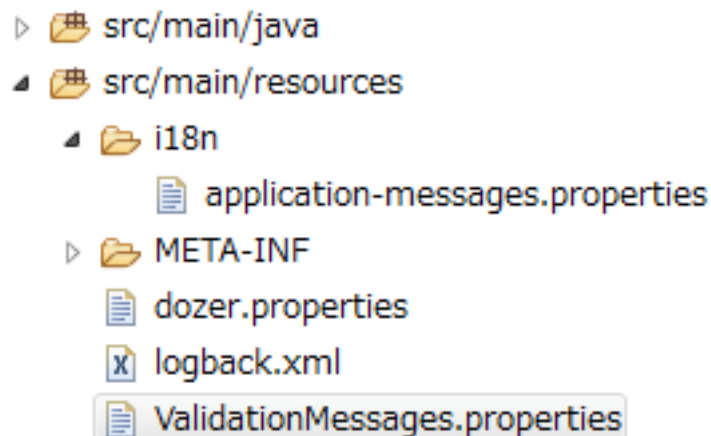 src/main/java
src/main/resources
i18n
application-messages.properties
META-INF
dozer.properties
logback.xml
ValidationMessages.properties